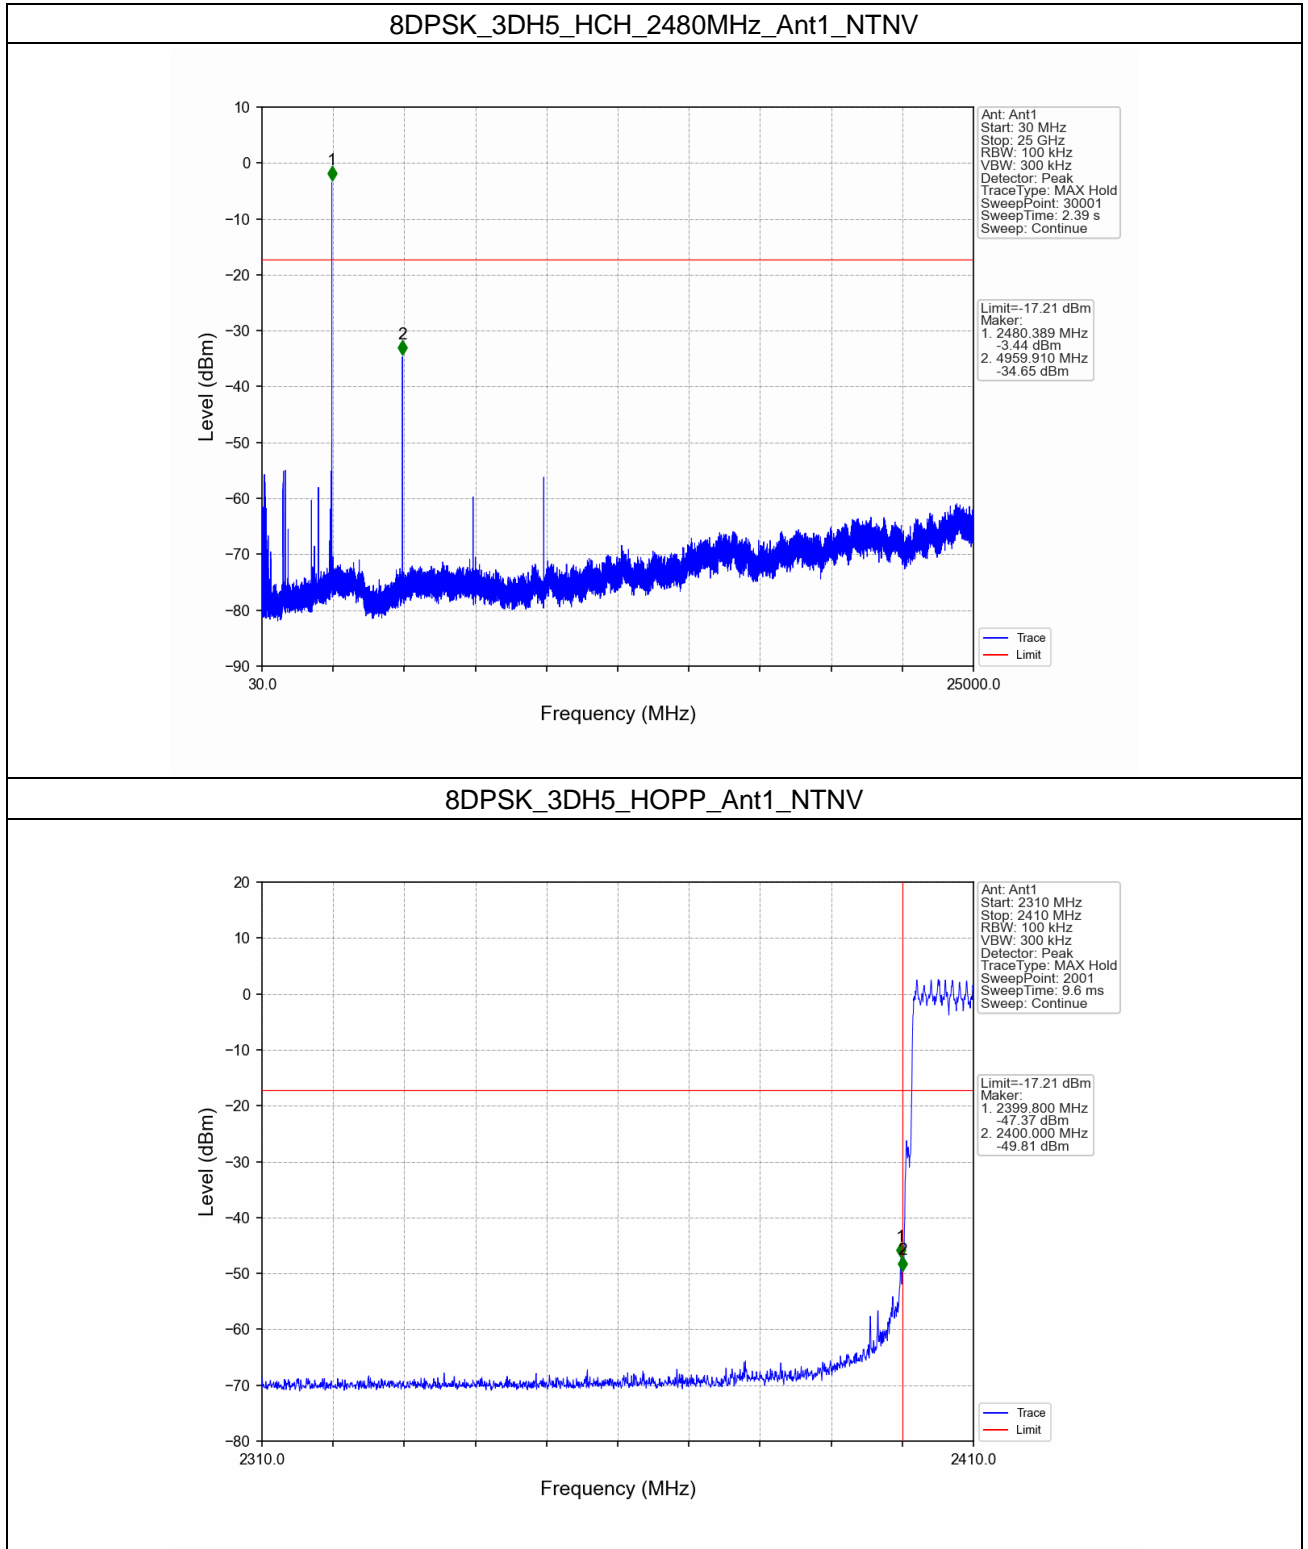 8DPSK_3DH5_HCH_2480MHz_Ant1_NTNV
10
0
−10
−20
−30
−40
−50
−60
−70
−80
−90
Level (dBm)
1
2
30.0
25000.0
Frequency (MHz)
Ant: Ant1
Start: 30 MHz
Stop: 25 GHz
RBW: 100 kHz
VBW: 300 kHz
Detector: Peak
TraceType: MAX Hold
SweepPoint: 30001
SweepTime: 2.39 s
Sweep: Continue
Limit=-17.21 dBm
Maker:
1. 2480.389 MHz
-3.44 dBm
2. 4959.910 MHz
-34.65 dBm
Trace
Limit
8DPSK_3DH5_HOPP_Ant1_NTNV
20
10
0
−10
−20
−30
−40
−50
−60
−70
−80
Level (dBm)
1
2
2310.0
2410.0
Frequency (MHz)
Ant: Ant1
Start: 2310 MHz
Stop: 2410 MHz
RBW: 100 kHz
VBW: 300 kHz
Detector: Peak
TraceType: MAX Hold
SweepPoint: 2001
SweepTime: 9.6 ms
Sweep: Continue
Limit=-17.21 dBm
Maker:
1. 2399.800 MHz
-47.37 dBm
2. 2400.000 MHz
-49.81 dBm
Trace
Limit